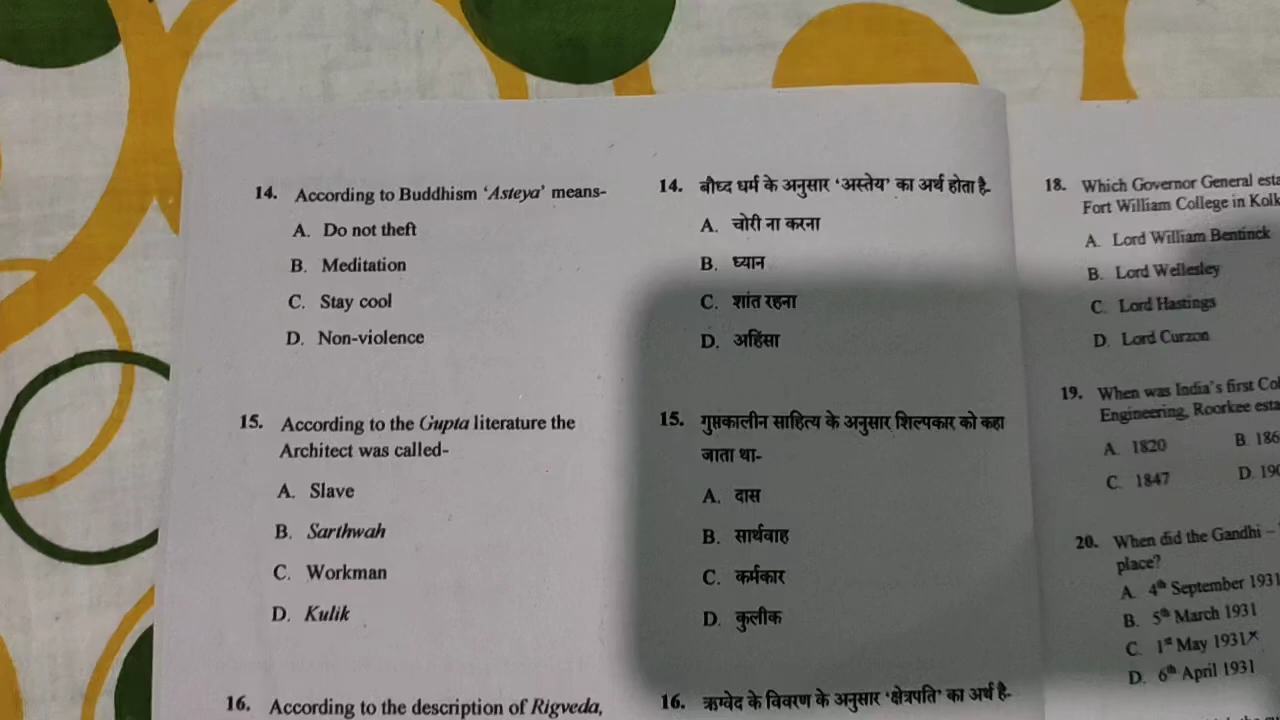 14. According to Buddhism ‘Asteya’ means-
A. Do not theft
B. Meditation
C. Stay cool
D. Non-violence
15. According to the Gupta literature the
Architect was called-
A. Slave
B. Sarthwah
C. Workman
D. Kulik
16. According to the description of Rigveda,
14. बौध्द धर्म के अनुसार ‘अस्तेय’ का अर्थ होता है-
A. चोरी ना करना
B. ध्यान
C. शांत रहना
D. अहिंसा
15. गुप्तकालीन साहित्य के अनुसार शिल्पकार को कहा
जाता था-
A. दास
B. सार्थवाह
C. कर्मकार
D. कुलीक
16. ऋग्वेद के विवरण के अनुसार ‘क्षेत्रपति’ का अर्थ है-
18. Which Governor General
Fort William College in
A. Lord William Bentinck
B. Lord Wellesley
C. Lord Hastings
D. Lord Curzon
19. When was India's first
Engineering, Roorkee
A. 1820 B.
C. 1847 D.
20. When did the Gandhi –
place?
A. 4th September 1931
B. 5th March 1931
C. 1st May 1931
D. 6th April 1931